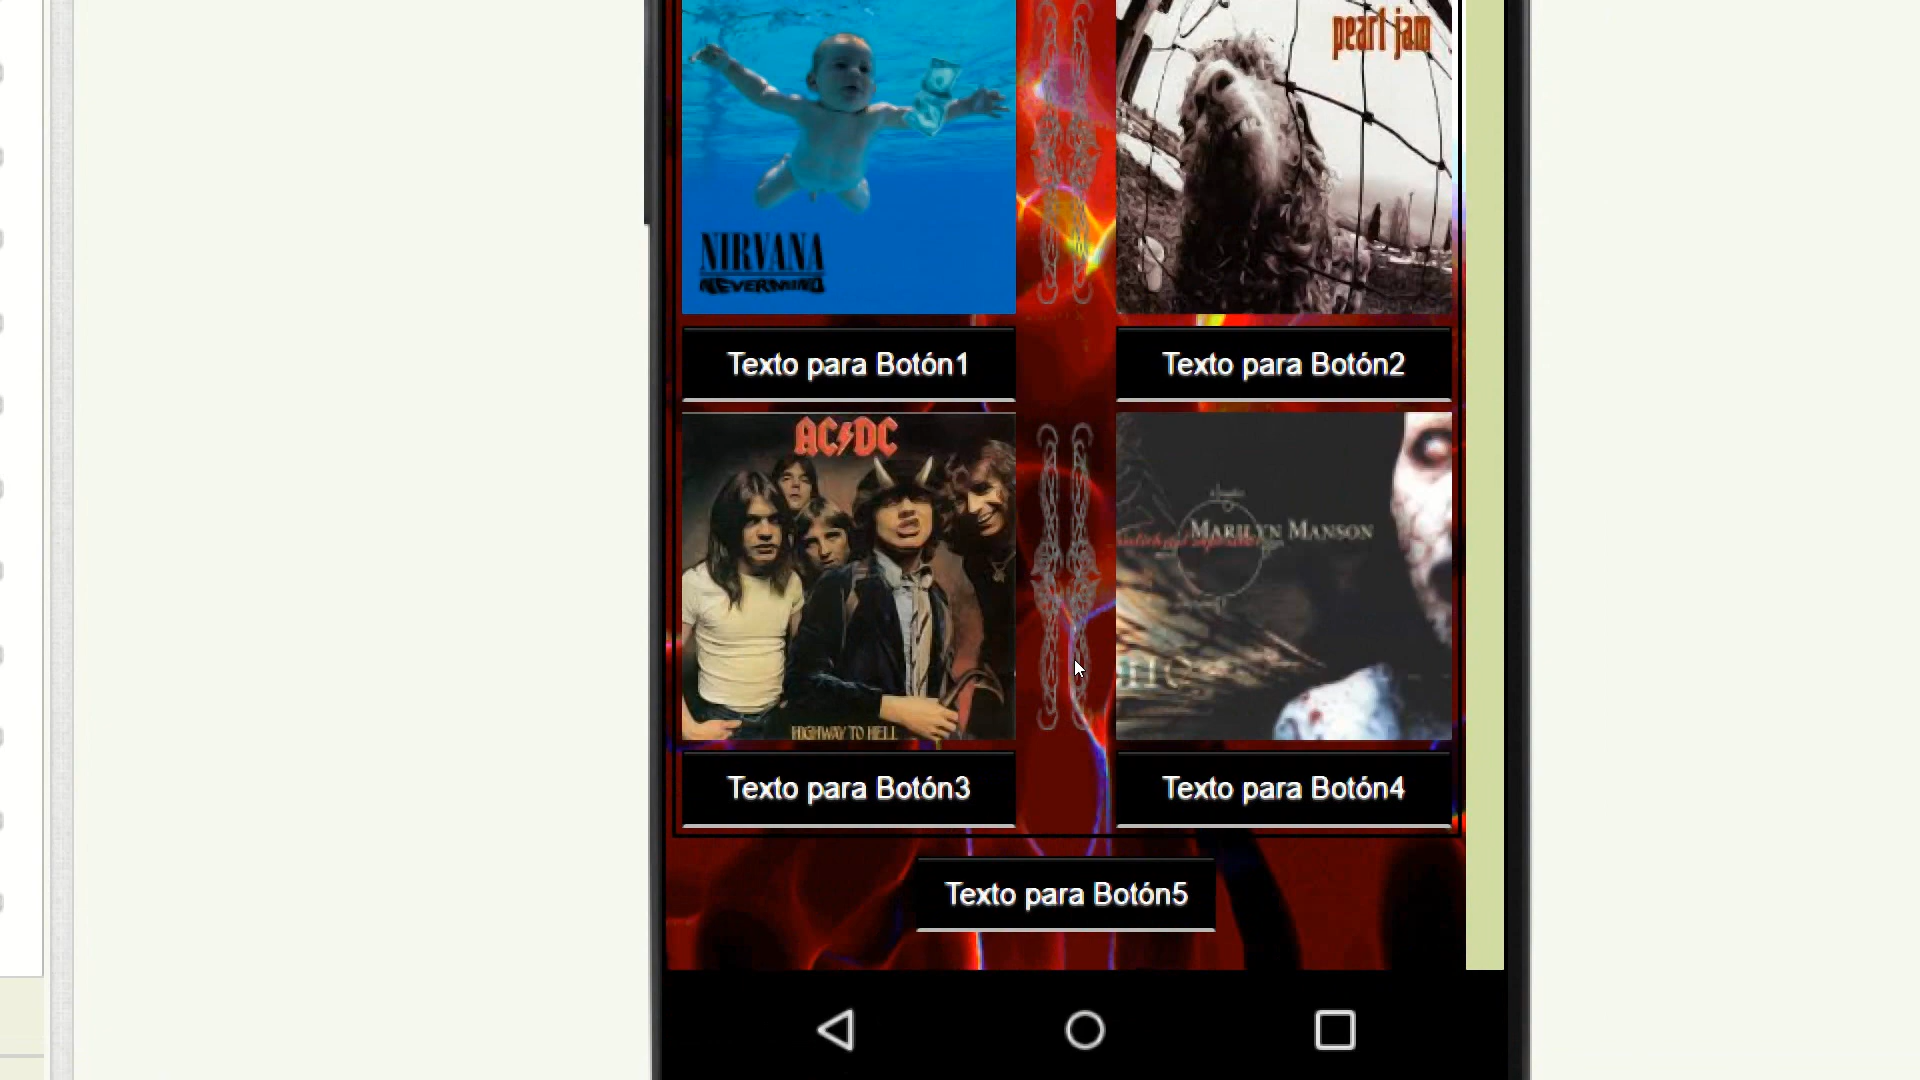 pearl jam
NIRVANA
NEVERMIND
Texto para Botón1
Texto para Botón2
AC⚡DC
MARILYN MANSON
HIGHWAY TO HELL
Texto para Botón3
Texto para Botón4
Texto para Botón5